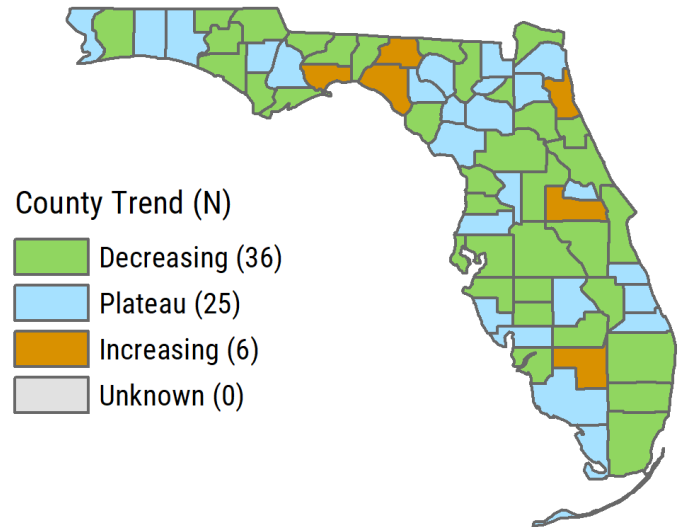 County Trend (N)
Decreasing (36)
Plateau (25)
Increasing (6)
Unknown (0)